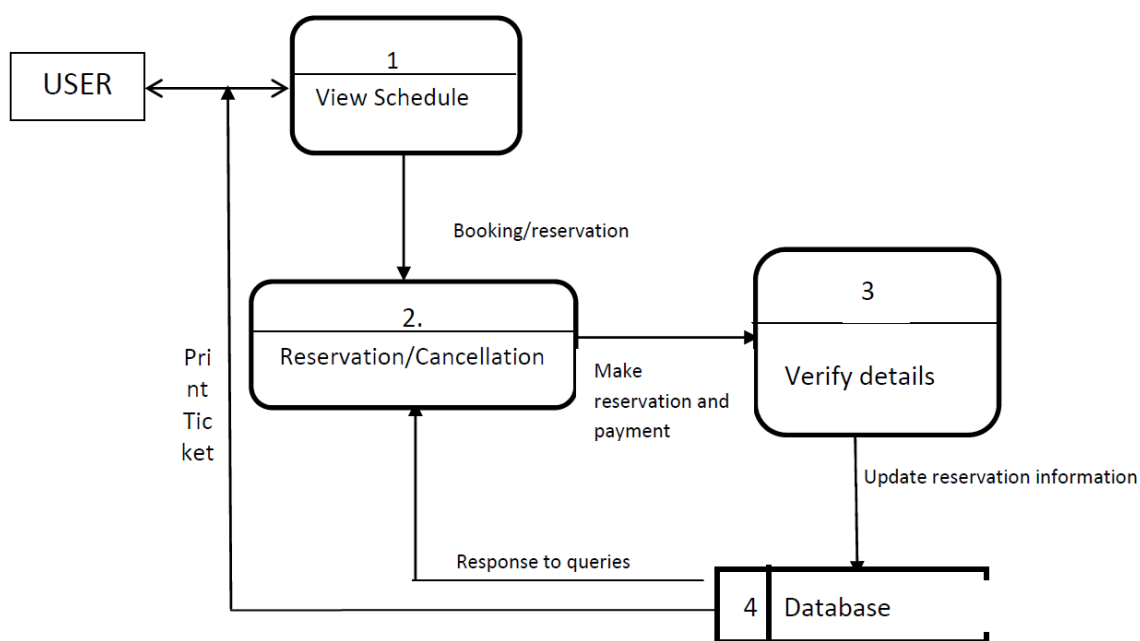 USER
1
View Schedule
Booking/reservation
2.
Reservation/Cancellation
3
Verify details
Make
reservation and
payment
Pri
nt
Tic
ket
Update reservation information
Response to queries
4
Database